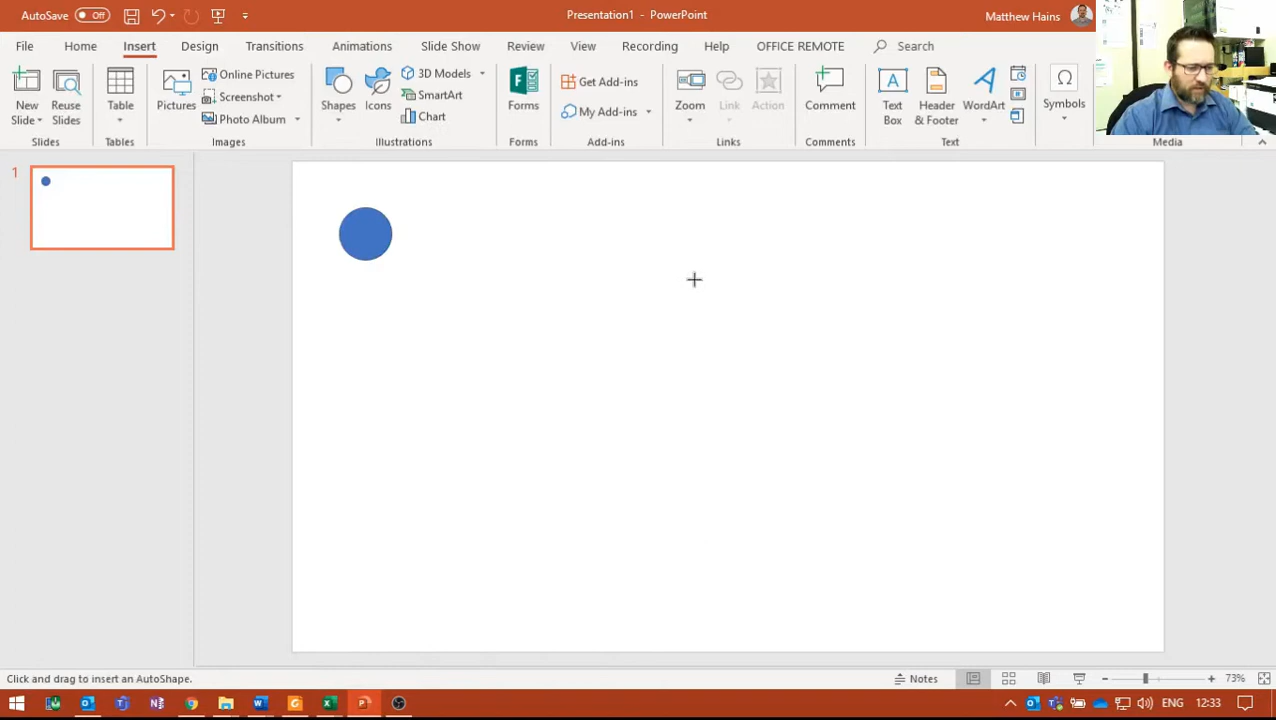 AutoSave Off Presentation1 - PowerPoint Matthew Hains
File Home Insert Design Transitions Animations Slide Show Review View Recording Help OFFICE REMOTE Search
New Slide
Reuse Slides
Table
Pictures
Online Pictures
Screenshot
Photo Album
Shapes
Icons
3D Models
SmartArt
Chart
Forms
Get Add-ins
My Add-ins
Zoom
Link
Action
Comment
Text Box
Header & Footer
WordArt
Symbols
Slides Tables Images Illustrations Forms Add-ins Links Comments Text Media
1
Click and drag to insert an AutoShape. Notes 73%
ENG 12:33